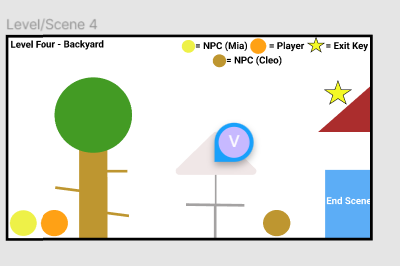 Level/Scene 4
Level Four - Backyard
= NPC (Mia) = Player = Exit Key
= NPC (Cleo)
V
End Scene